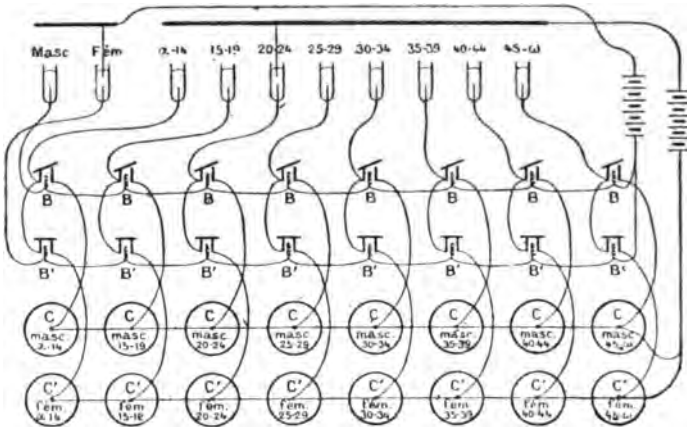 Masc Fém α-14 15-19 20-24 25-29 30-34 35-39 40-44 45-ω
B B B B B B B B
B' B' B' B' B' B' B' B'
C C C C C C C C
masc. masc. masc. masc. masc. masc. masc. masc.
α-14 15-19 20-24 25-29 30-34 35-39 40-44 45-ω
C' C' C' C' C' C' C' C'
fém. fém fém. fém. fém. fém. fém fém
α-14 15-18 20-24 25-29 30-34 35-39 40-44 45-ω